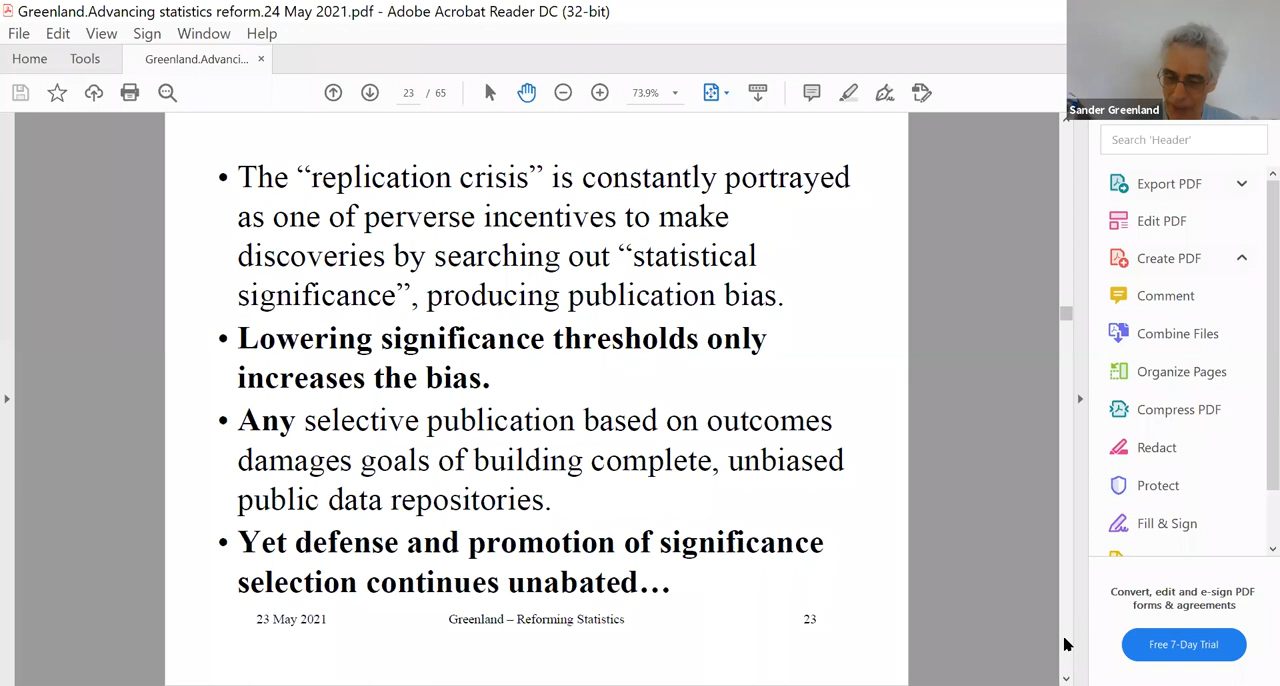 Greenland.Advancing statistics reform.24 May 2021.pdf - Adobe Acrobat Reader DC (32-bit)
File Edit View Sign Window Help
Home Tools Greenland.Advanci... ×
23 / 65 73.9%
Sander Greenland
Search 'Header'
Export PDF
Edit PDF
Create PDF
Comment
Combine Files
Organize Pages
Compress PDF
Redact
Protect
Fill & Sign
Convert, edit and e-sign PDF
forms & agreements
Free 7-Day Trial
• The “replication crisis” is constantly portrayed
as one of perverse incentives to make
discoveries by searching out “statistical
significance”, producing publication bias.
• Lowering significance thresholds only
increases the bias.
• Any selective publication based on outcomes
damages goals of building complete, unbiased
public data repositories.
• Yet defense and promotion of significance
selection continues unabated…
23 May 2021 Greenland – Reforming Statistics 23